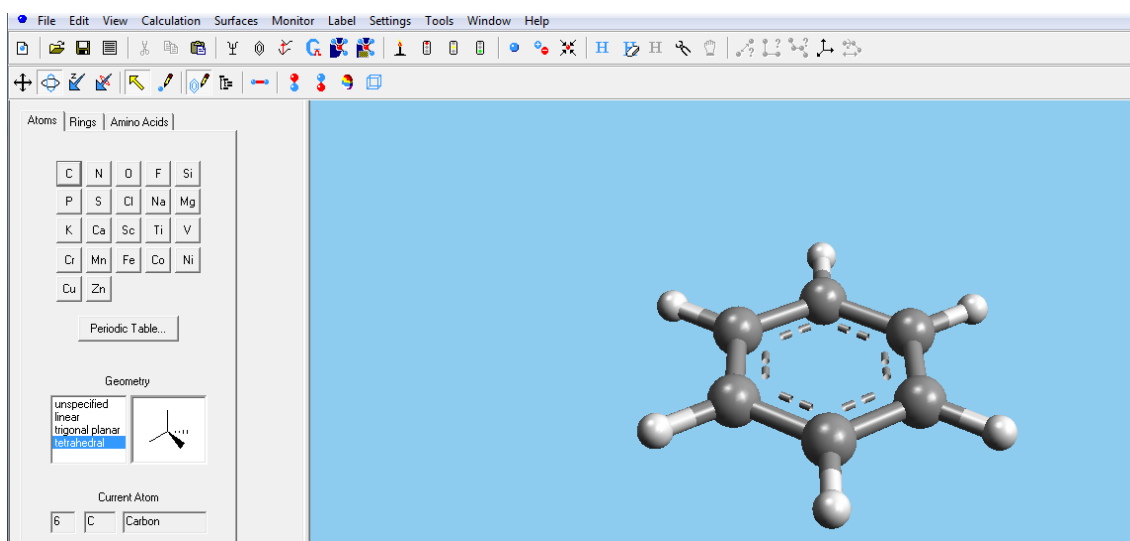 File Edit View Calculation Surfaces Monitor Label Settings Tools Window Help
Atoms Rings Amino Acids
C N O F Si
P S Cl Na Mg
K Ca Sc Ti V
Cr Mn Fe Co Ni
Cu Zn
Periodic Table...
Geometry
unspecified
linear
trigonal planar
tetrahedral
Current Atom
6 C Carbon